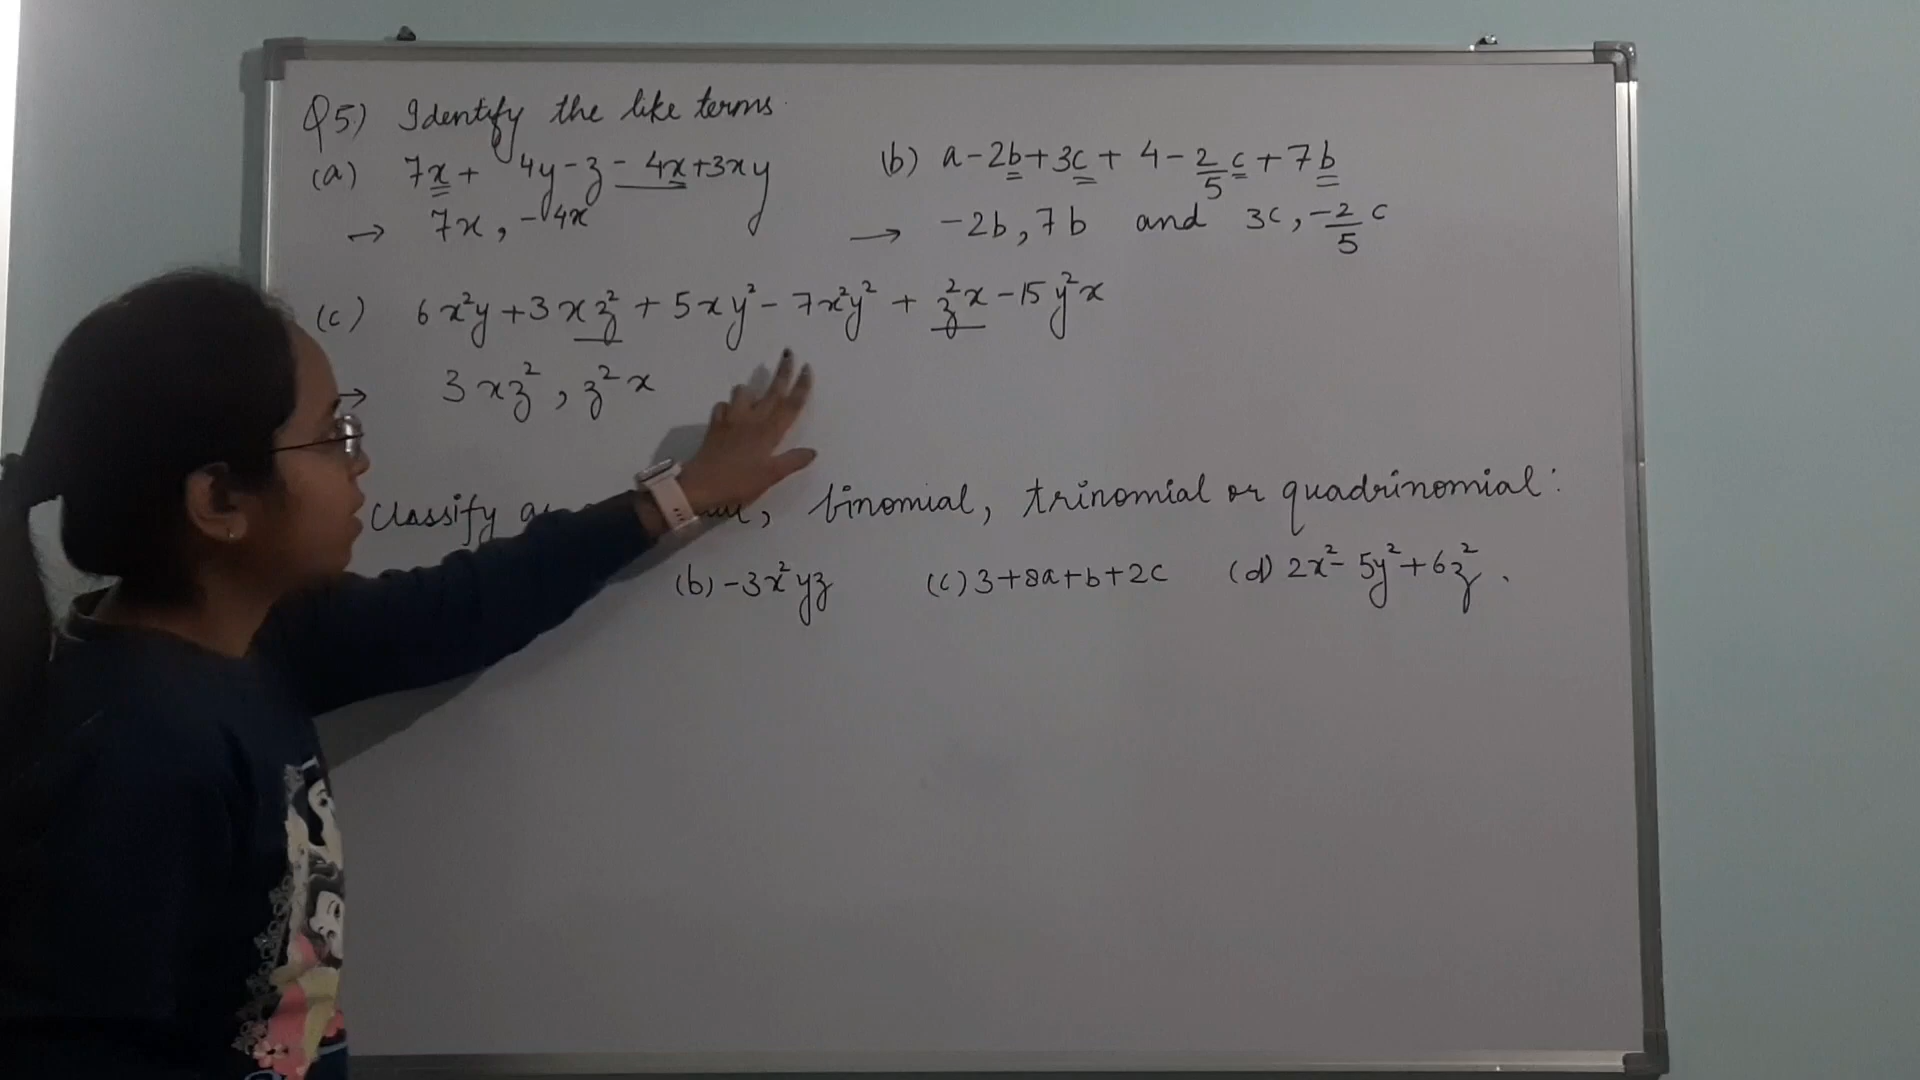 Q5) Identify the like terms.
(a) 7x + 4y - z - 4x + 3xy
→ 7x, -4x
(b) a - 2b + 3c + 4 - 2/5 c + 7b
→ -2b, 7b and 3c, -2/5 c
(c) 6x²y + 3xz² + 5xy² - 7x²y² + z²x - 15y²x
→ 3xz², z²x
Classify binomial, trinomial or quadrinomial:
(b) -3x²yz (c) 3+8a+b+2c (d) 2x² - 5y² + 6z².